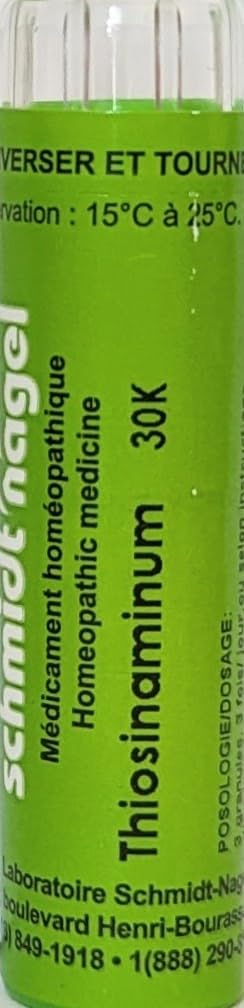 VERSER ET TOURNE
rvation : 15°C à 25°C.
schmidt nagel
Médicament homéopathique
Homeopathic medicine
Thiosinaminum 30K
POSOLOGIE/DOSAGE:
Laboratoire Schmidt-Nag
boulevard Henri-Bourass
849-1918 • 1(888) 290-